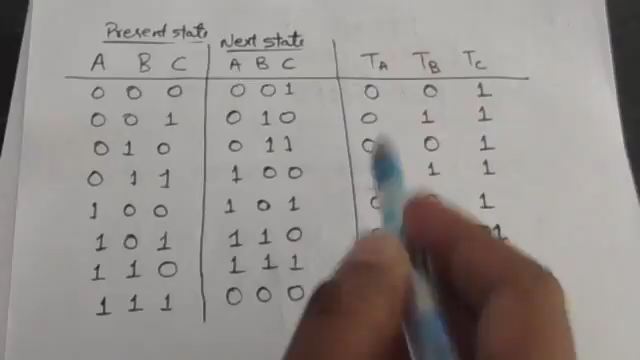 Present state Next state
A B C A B C TA TB TC
0 0 0 0 0 1 0 0 1
0 0 1 0 1 0 0 1 1
0 1 0 0 1 1 0 0 1
0 1 1 1 0 0 1 1
1 0 0 1 0 1 1
1 0 1 1 1 0 1
1 1 0 1 1 1
1 1 1 0 0 0